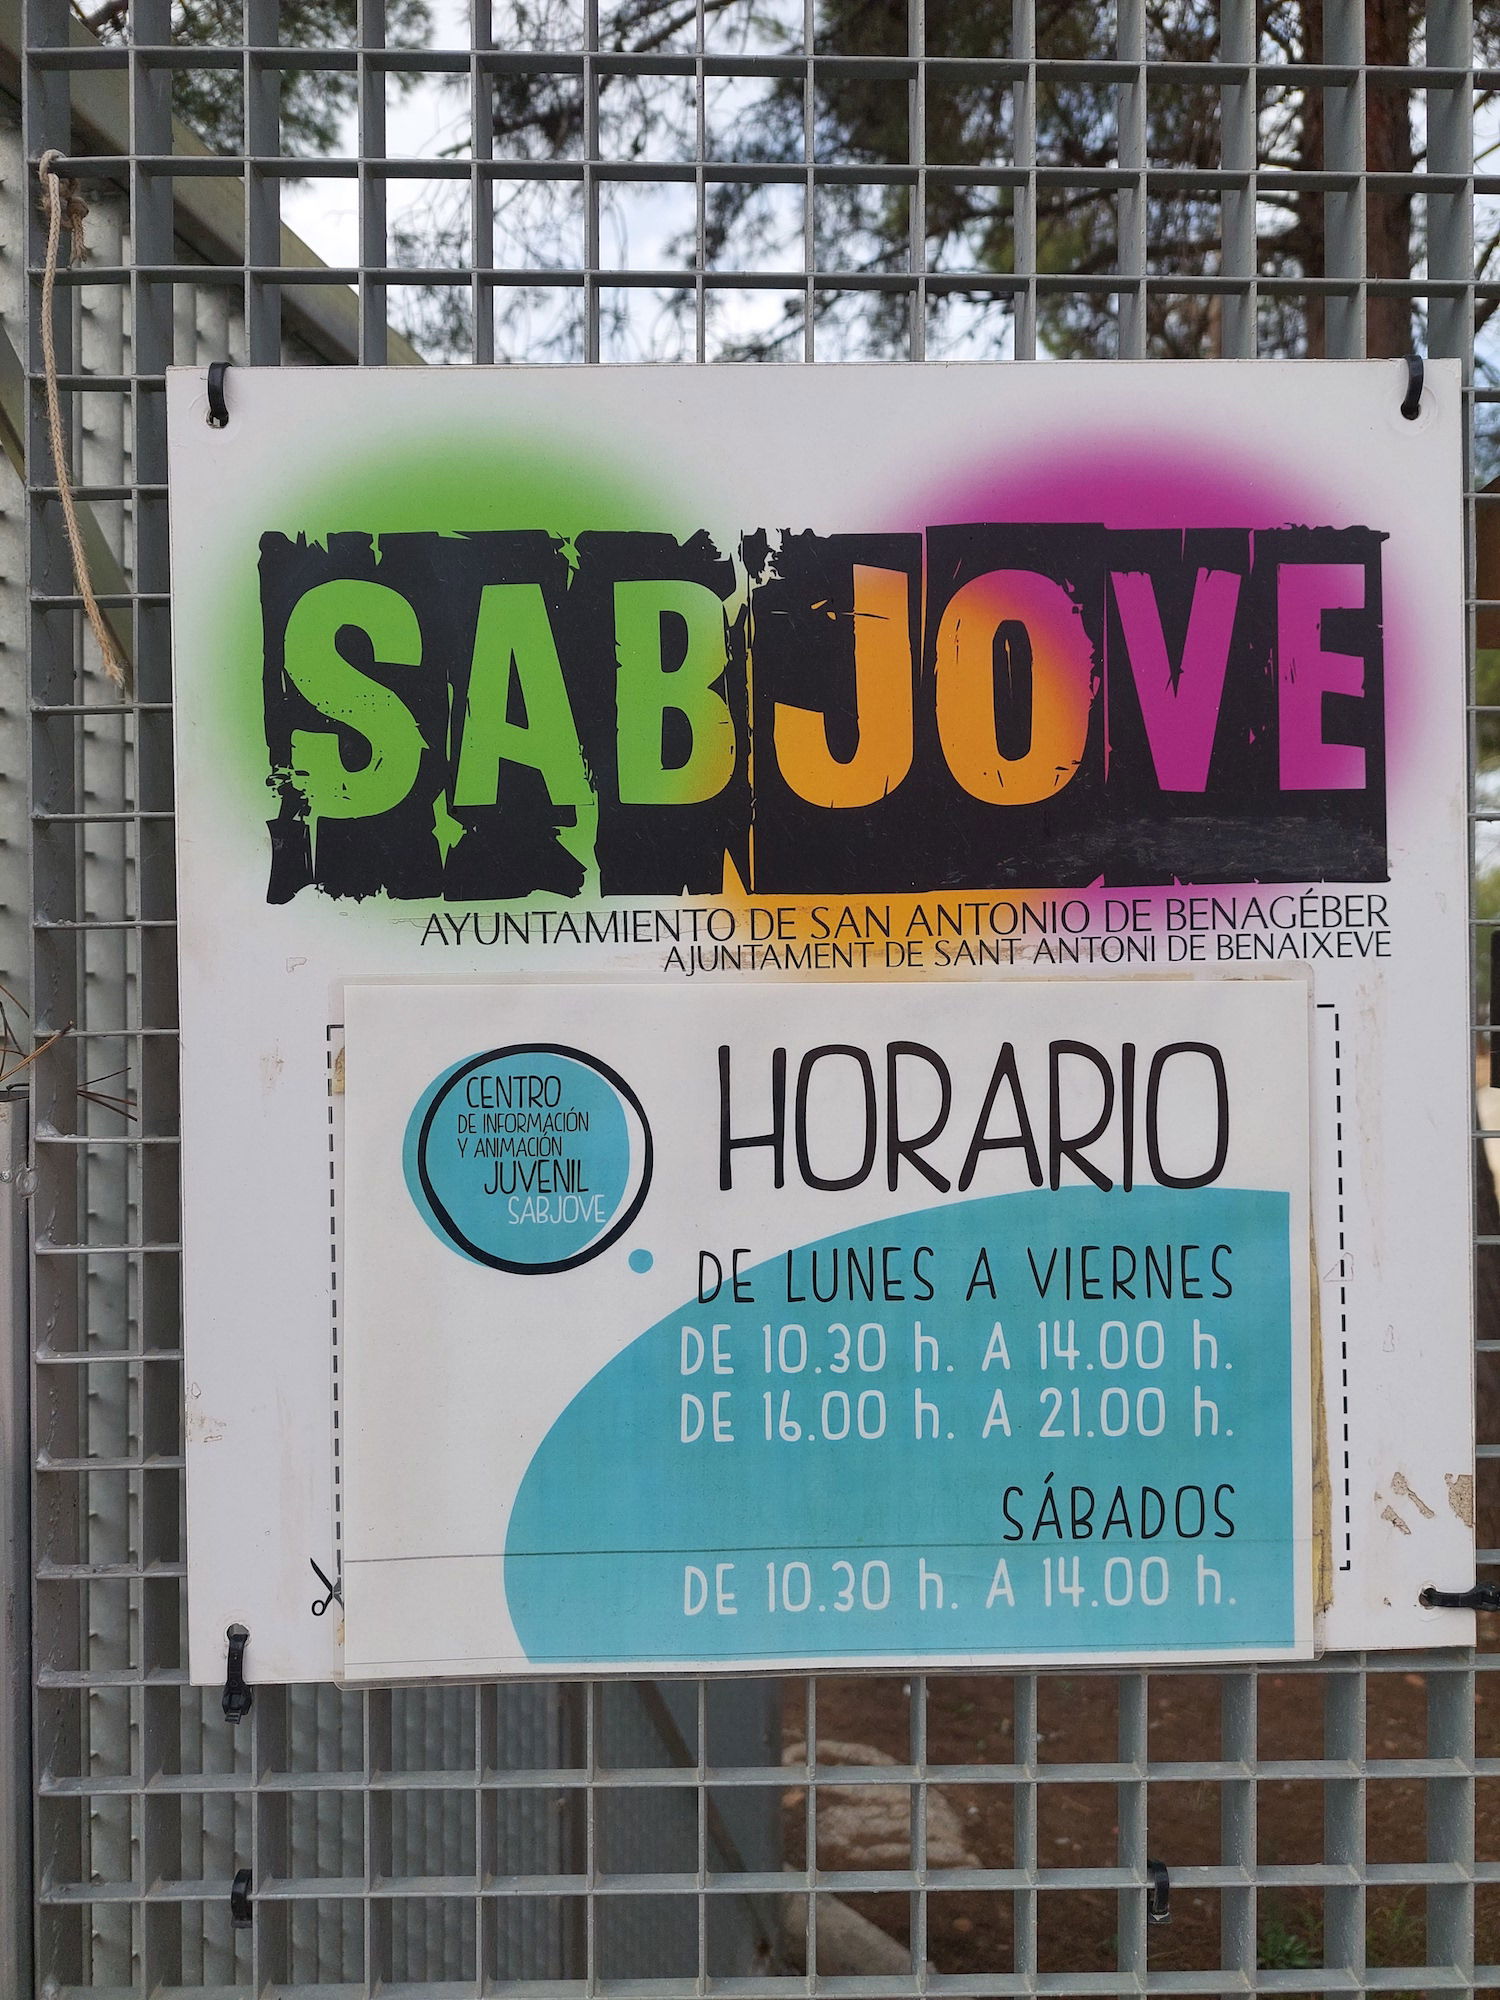 SABJOVE
AYUNTAMIENTO DE SAN ANTONIO DE BENAGÉBER
AJUNTAMENT DE SANT ANTONI DE BENAIXEVE
CENTRO
DE INFORMACIÓN
Y ANIMACIÓN
JUVENIL
SABJOVE
HORARIO
DE LUNES A VIERNES
DE 10.30 h. A 14.00 h.
DE 16.00 h. A 21.00 h.
SÁBADOS
DE 10.30 h. A 14.00 h.